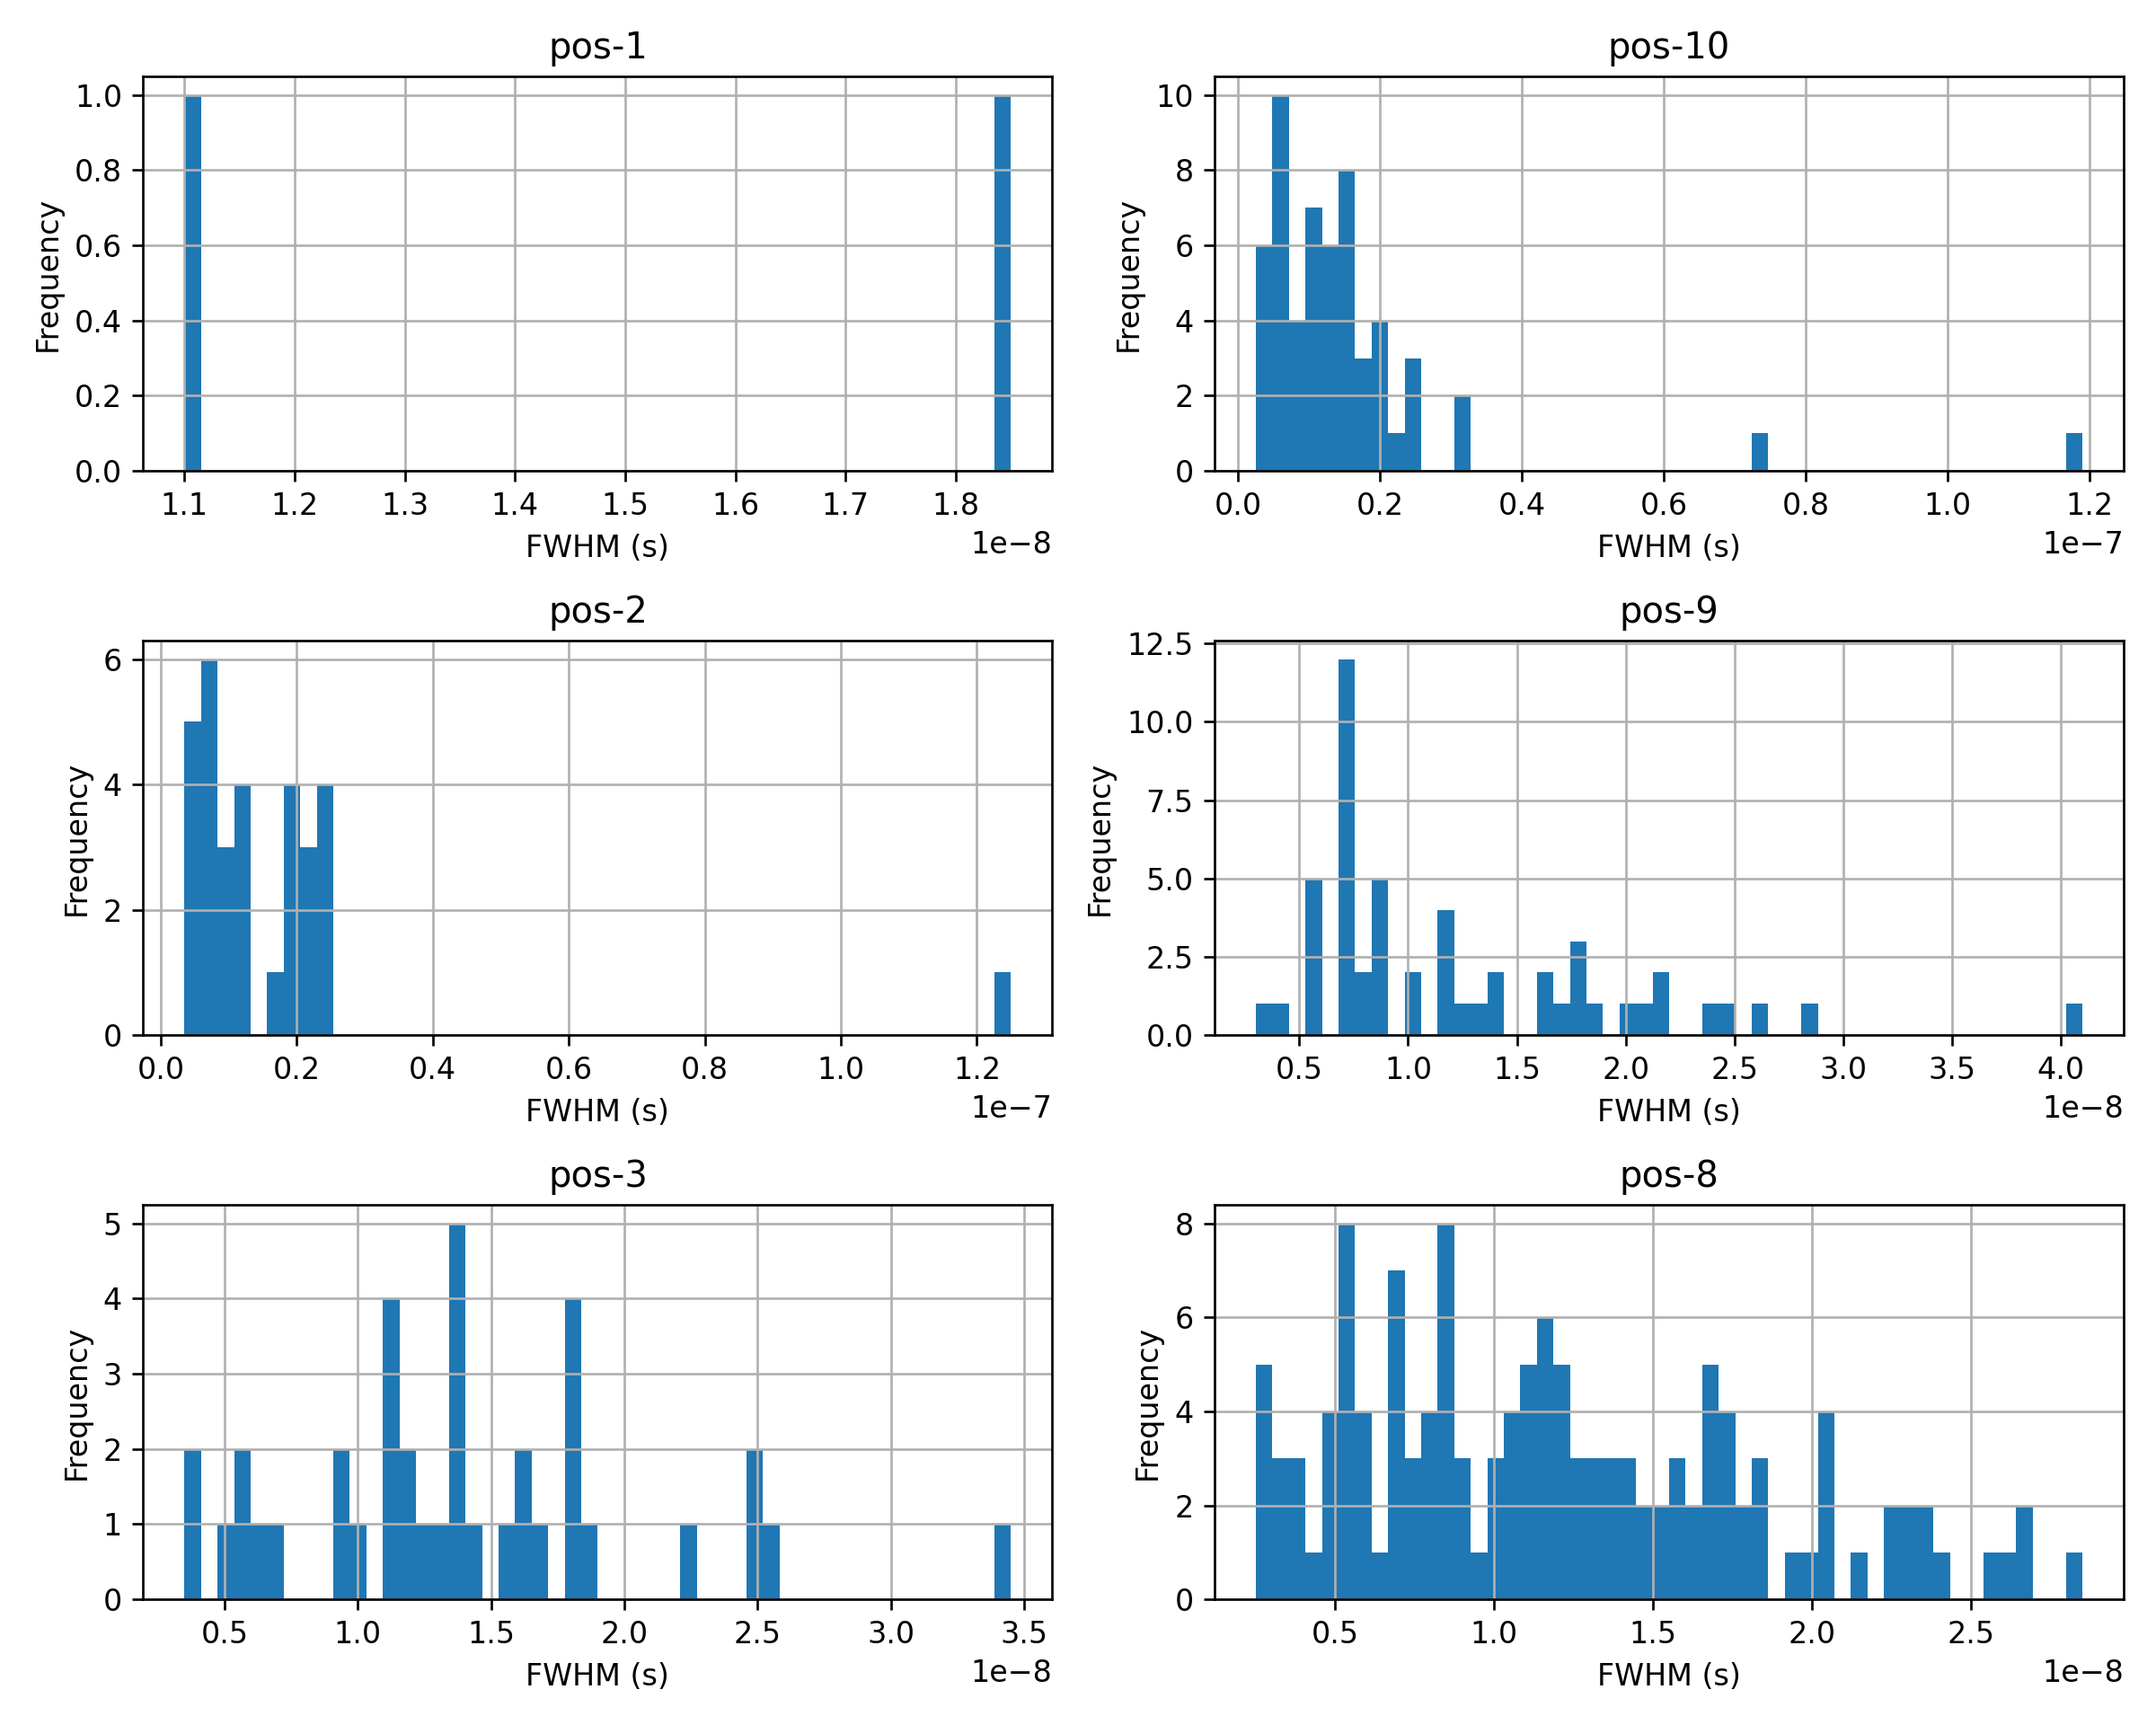 pos-1
1.0
0.8
0.6
0.4
0.2
0.0
Frequency
1.1 1.2 1.3 1.4 1.5 1.6 1.7 1.8
FWHM (s)
1e−8
pos-10
10
8
6
4
2
0
Frequency
0.0 0.2 0.4 0.6 0.8 1.0 1.2
FWHM (s)
1e−7
pos-2
6
4
2
0
Frequency
0.0 0.2 0.4 0.6 0.8 1.0 1.2
FWHM (s)
1e−7
pos-9
12.5
10.0
7.5
5.0
2.5
0.0
Frequency
0.5 1.0 1.5 2.0 2.5 3.0 3.5 4.0
FWHM (s)
1e−8
pos-3
5
4
3
2
1
0
Frequency
0.5 1.0 1.5 2.0 2.5 3.0 3.5
FWHM (s)
1e−8
pos-8
8
6
4
2
0
Frequency
0.5 1.0 1.5 2.0 2.5
FWHM (s)
1e−8